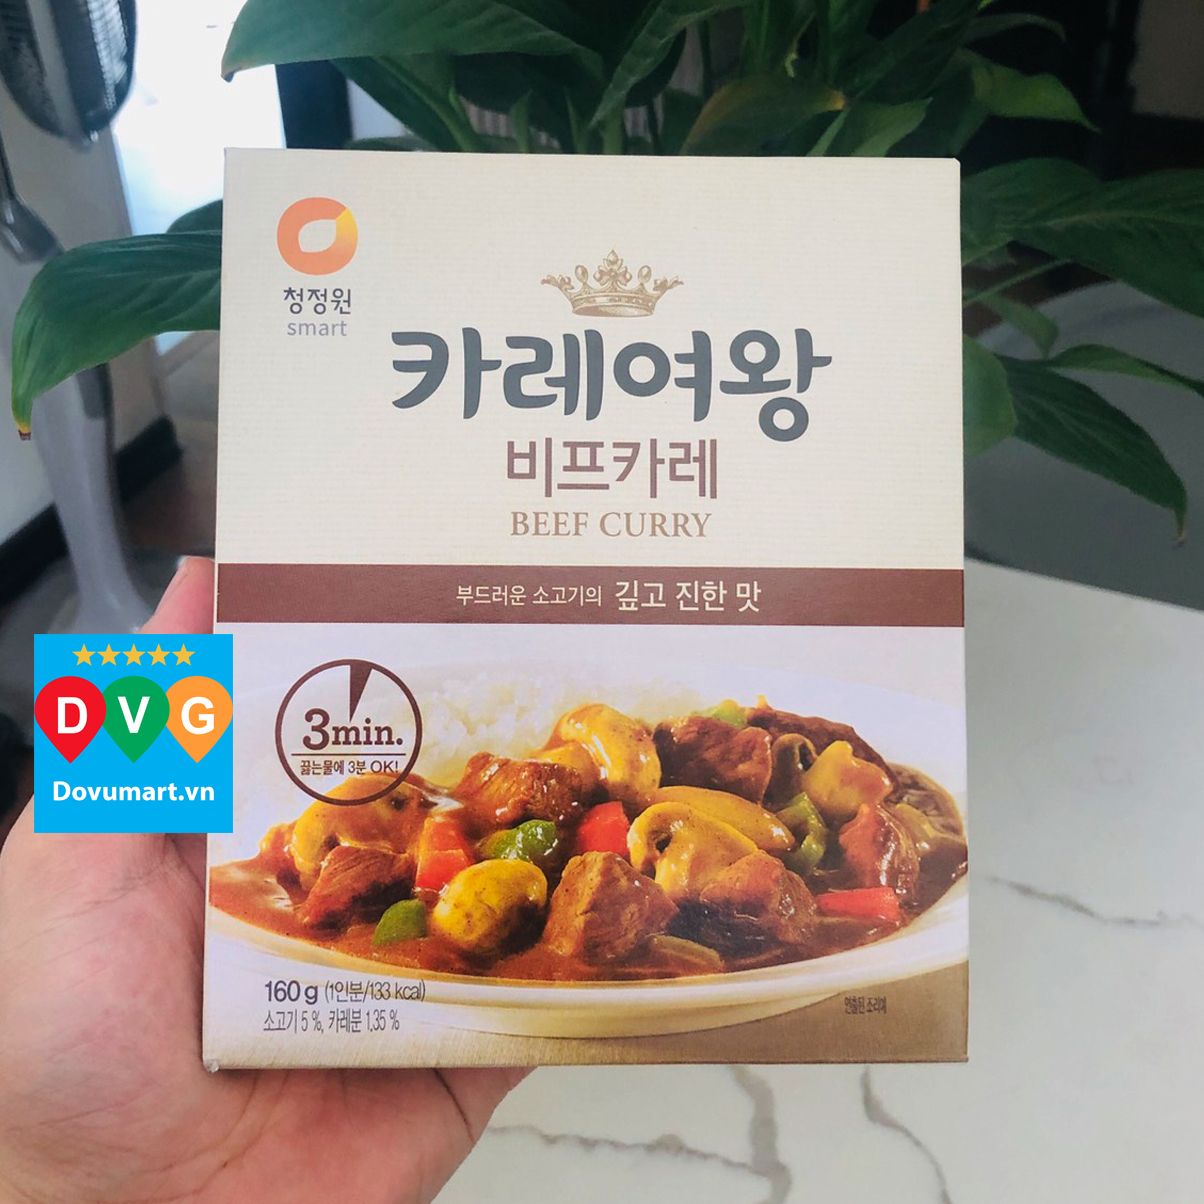 청정원
smart
카레여왕
비프카레
BEEF CURRY
부드러운 소고기의 깊고 진한 맛
3min.
끓는물에 3분 OK!
D V G
Dovumart.vn
160 g (1인분/133 kcal)
소고기 5 %, 카레분 1.35 %
연출된 조리예